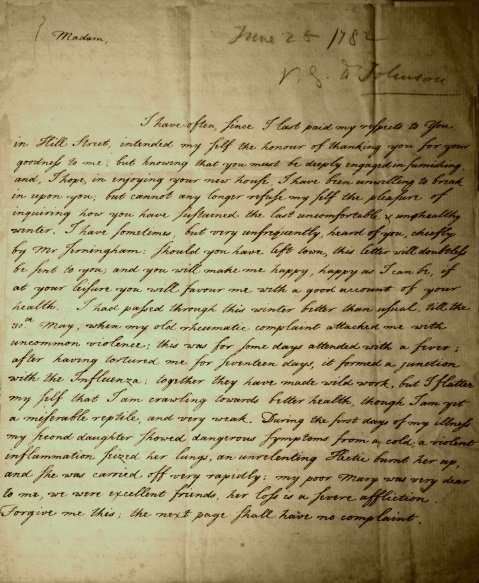 Madam,
June 25 1782
Dr Johnson
I have often, since I last paid my respects to You
in Hill Street, intended my self the honour of thanking you for your
goodness to me; but knowing that you must be deeply engaged in furnishing,
and, I hope, in enjoying your new house, I have been unwilling to break
in upon you; but cannot any longer refuse my self the pleasure of
inquiring how you have sustained the last uncomfortable, & unhealthy
winter. I have sometimes, but very unfrequently, heard of you, chiefly
by Mr Jerningham: should you have left town, this letter will doubtless
be sent to you; and you will make me happy, happy as I can be, if
at your leisure you will favour me with a good account of your
health. I had passed through this winter better than usual, till the
May, when my old rheumatic complaint attacked me with
uncommon violence; this was for some days attended with a fever;
after having tortured me for seventeen days, it formed a junction
with the Influenza; together they have made wild work, but I flatter
my self that I am crawling towards better health, though I am yet
a miserable reptile, and very weak. During the first days of my illness
my second daughter showed dangerous symptoms from a cold; a violent
inflammation seized her lungs, an unrelenting Hectic burnt her up,
and she was carried off very rapidly; my poor Mary was very dear
to me, we were excellent friends, her loss is a severe affliction.
Forgive me this; the next page shall have no complaint.